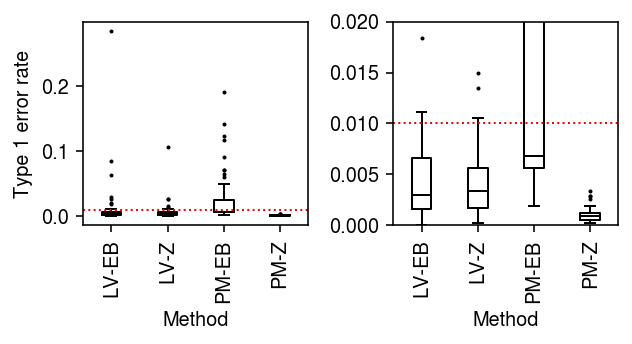 Type 1 error rate
0.2
0.1
0.0
LV-EB
LV-Z
PM-EB
PM-Z
Method
0.020
0.015
0.010
0.005
0.000
LV-EB
LV-Z
PM-EB
PM-Z
Method